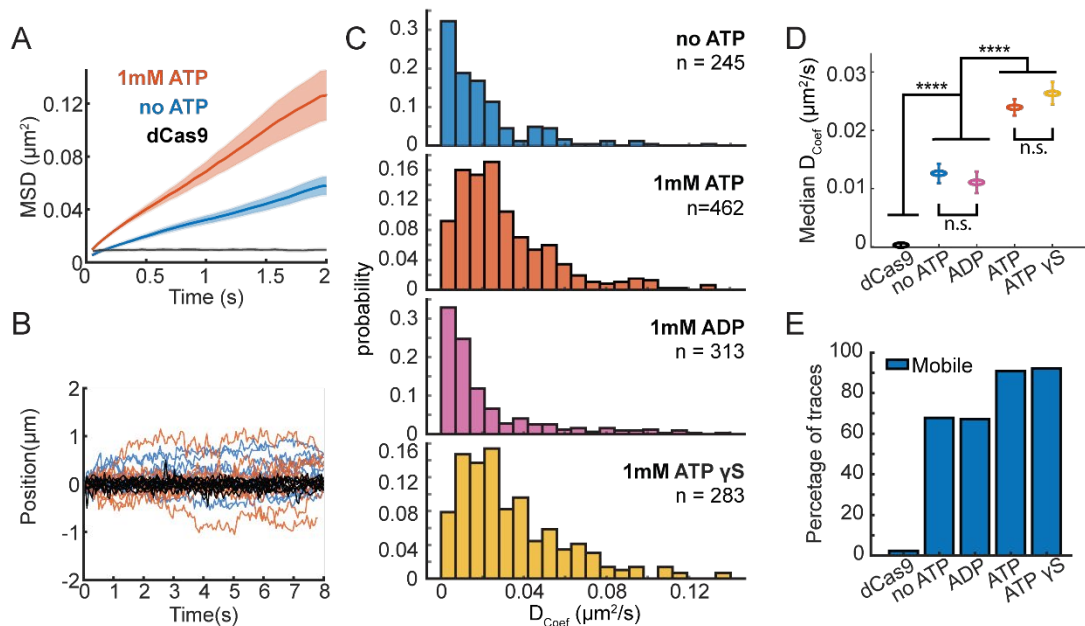 A
1mM ATP
no ATP
dCas9
MSD (μm²)
0.12
0.08
0.04
0.5
1
1.5
2
Time (s)
B
Position(μm)
2
1
0
-1
-2
0 1 2 3 4 5 6 7 8
Time(s)
C
probability
no ATP
n = 245
0.3
0.2
0.1
0
1mM ATP
n=462
0.16
0.12
0.08
0.04
0
1mM ADP
n = 313
0.3
0.2
0.1
0
1mM ATP γS
n = 283
0.16
0.12
0.08
0.04
0
0 0.04 0.08 0.12
D_Coef (μm²/s)
D
Median D_Coef (μm²/s)
0.03
0.02
0.01
0
****
****
n.s.
n.s.
dCas9
no ATP
ADP
ATP
ATP γS
E
Percetage of traces
100
80
60
40
20
0
Mobile
dCas9
no ATP
ADP
ATP
ATP γS